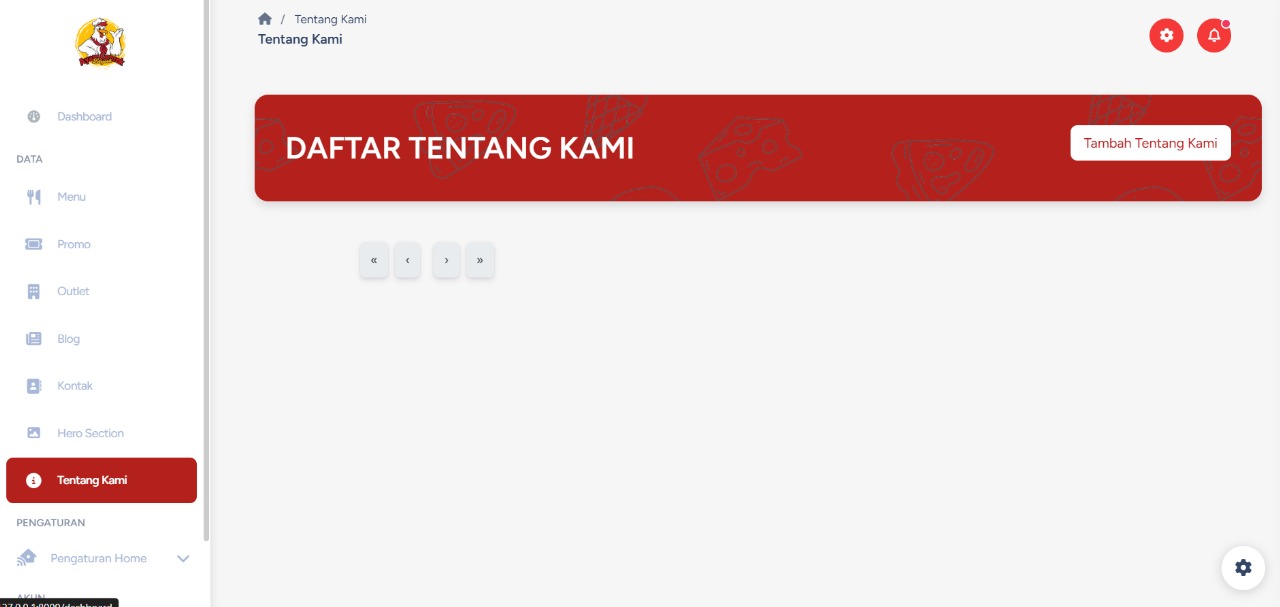 / Tentang Kami
Tentang Kami
Dashboard
DATA
Menu
Promo
Outlet
Blog
Kontak
Hero Section
Tentang Kami
PENGATURAN
Pengaturan Home
AKUN
DAFTAR TENTANG KAMI
Tambah Tentang Kami
« ‹ › »